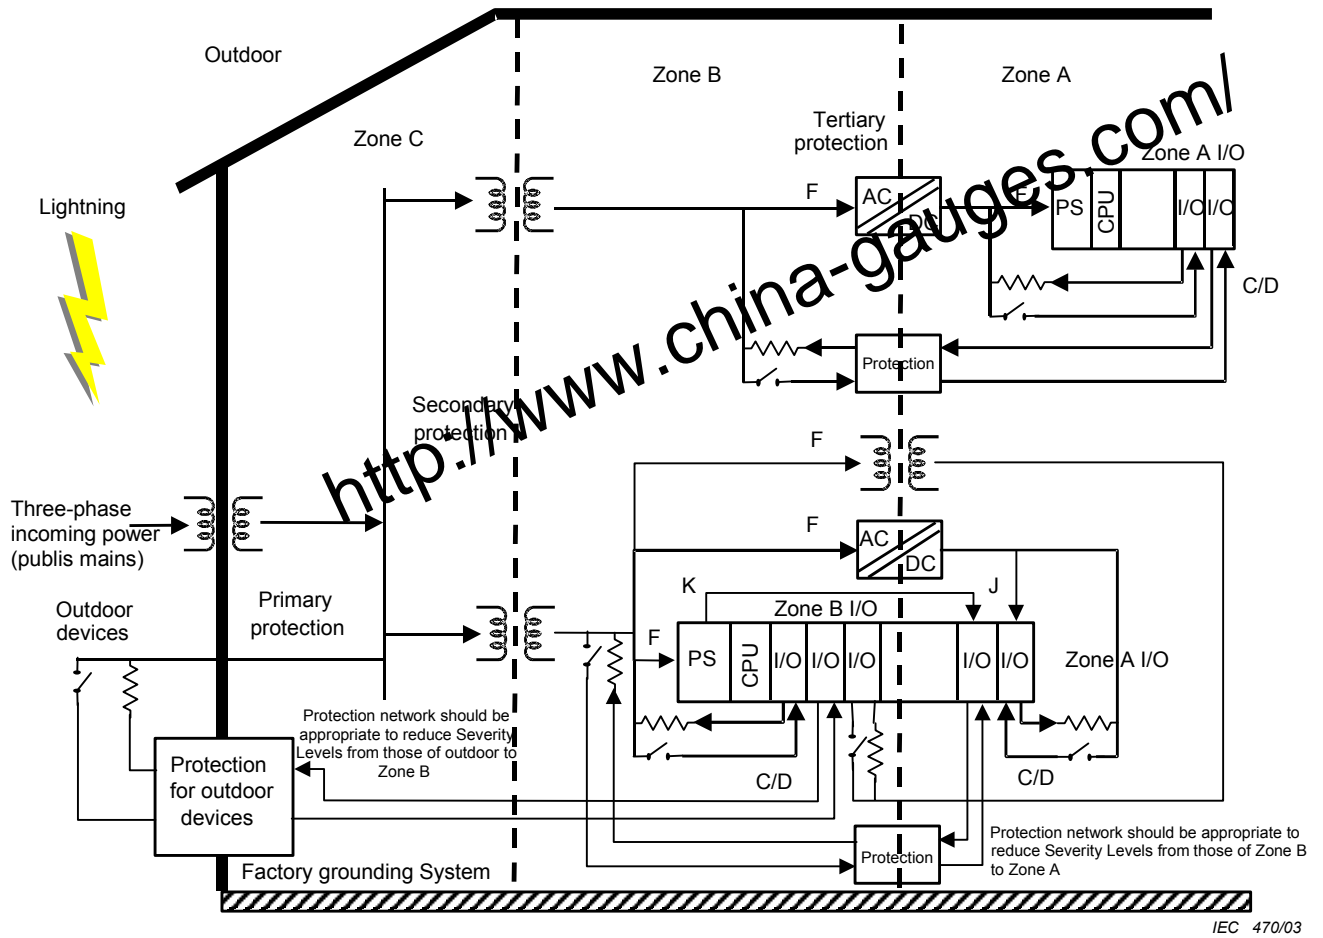 Outdoor
Zone B
Zone A
Zone C
Tertiary
protection
Zone A I/O
Lightning
F
AC
DC
F
PS
CPU
I/O
I/O
C/D
Protection
Secondary
protection
http://www.china-gauges.com/
F
Three-phase
incoming power
(publis mains)
F
AC
DC
K
J
Outdoor
devices
Primary
protection
Zone B I/O
F
PS
CPU
I/O
I/O
I/O
I/O
I/O
Zone A I/O
Protection network should be
appropriate to reduce Severity
Levels from those of outdoor to
Zone B
Protection
for outdoor
devices
C/D
C/D
Protection
Protection network should be appropriate to
reduce Severity Levels from those of Zone B
to Zone A
Factory grounding System
IEC 470/03